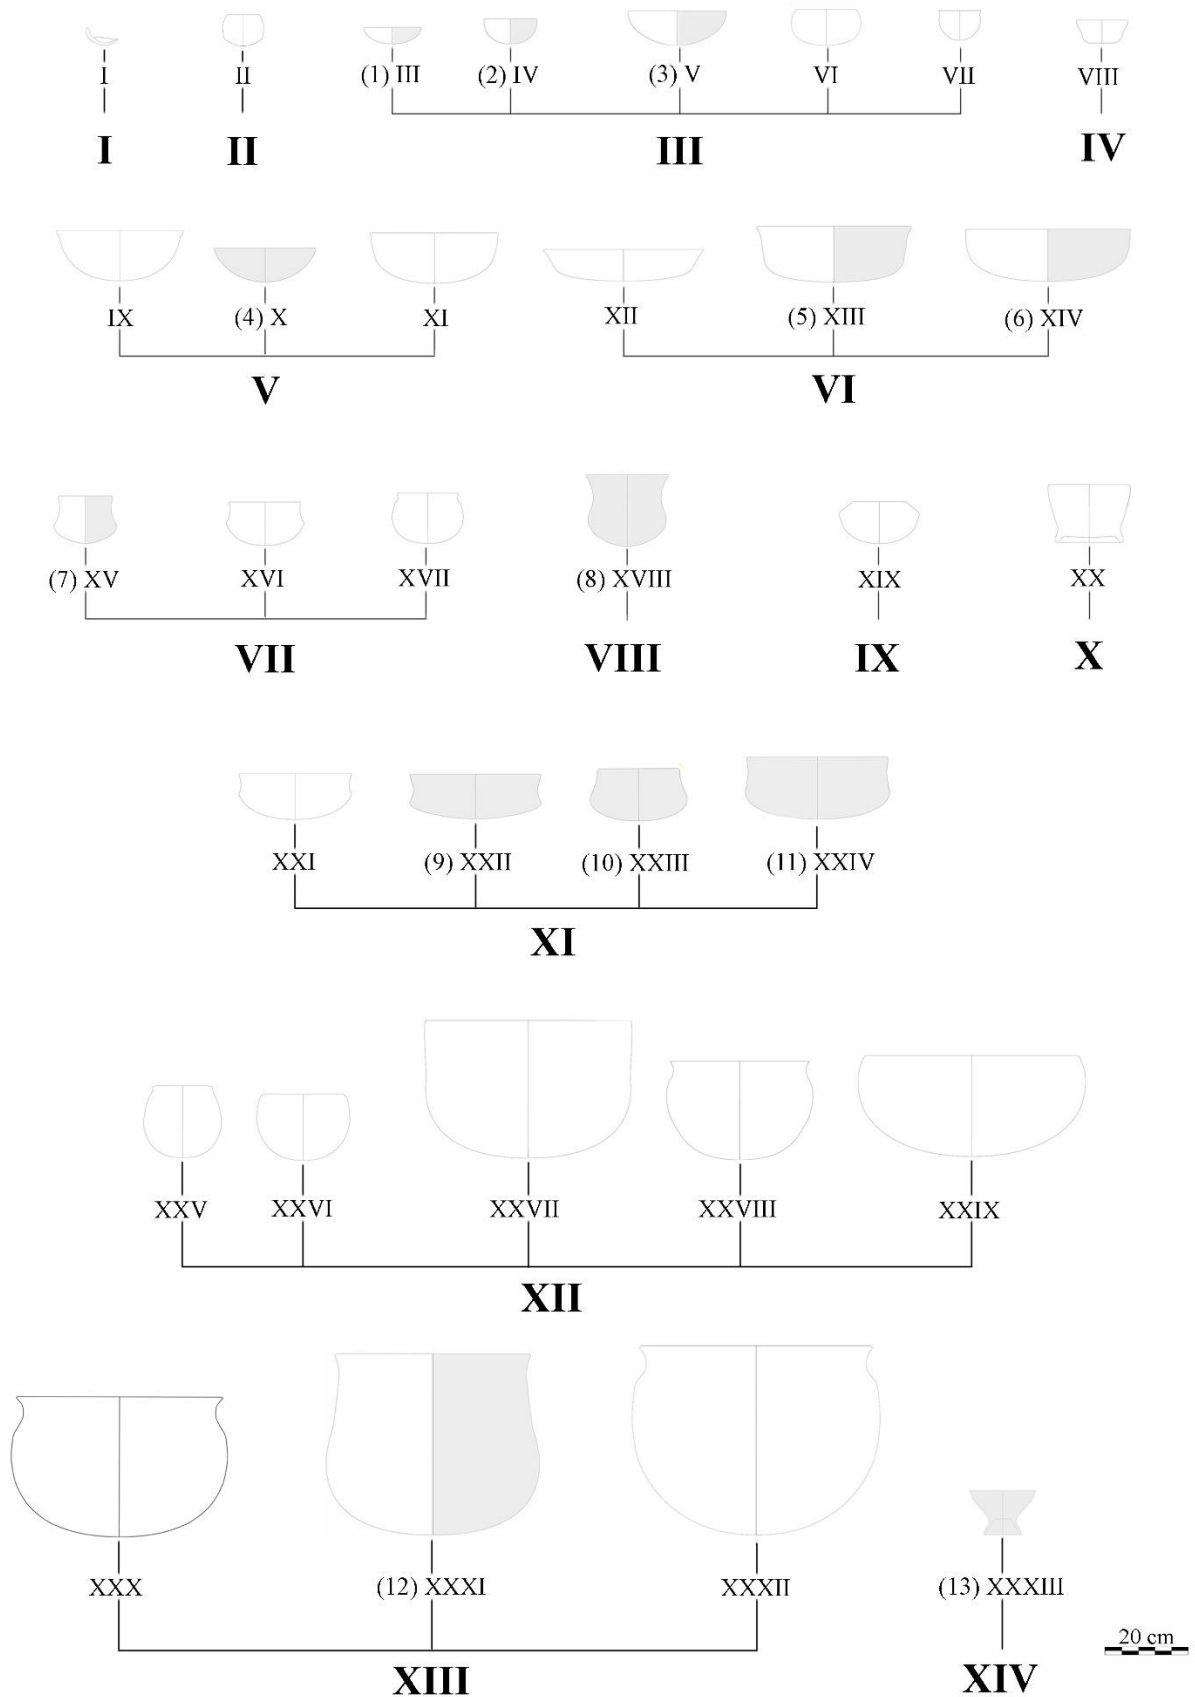 I II (1) III (2) IV (3) V VI VII VIII
I II III IV
IX (4) X XI XII (5) XIII (6) XIV
V VI
(7) XV XVI XVII (8) XVIII XIX XX
VII VIII IX X
XXI (9) XXII (10) XXIII (11) XXIV
XI
XXV XXVI XXVII XXVIII XXIX
XII
XXX (12) XXXI XXXII (13) XXXIII
20 cm
XIII XIV